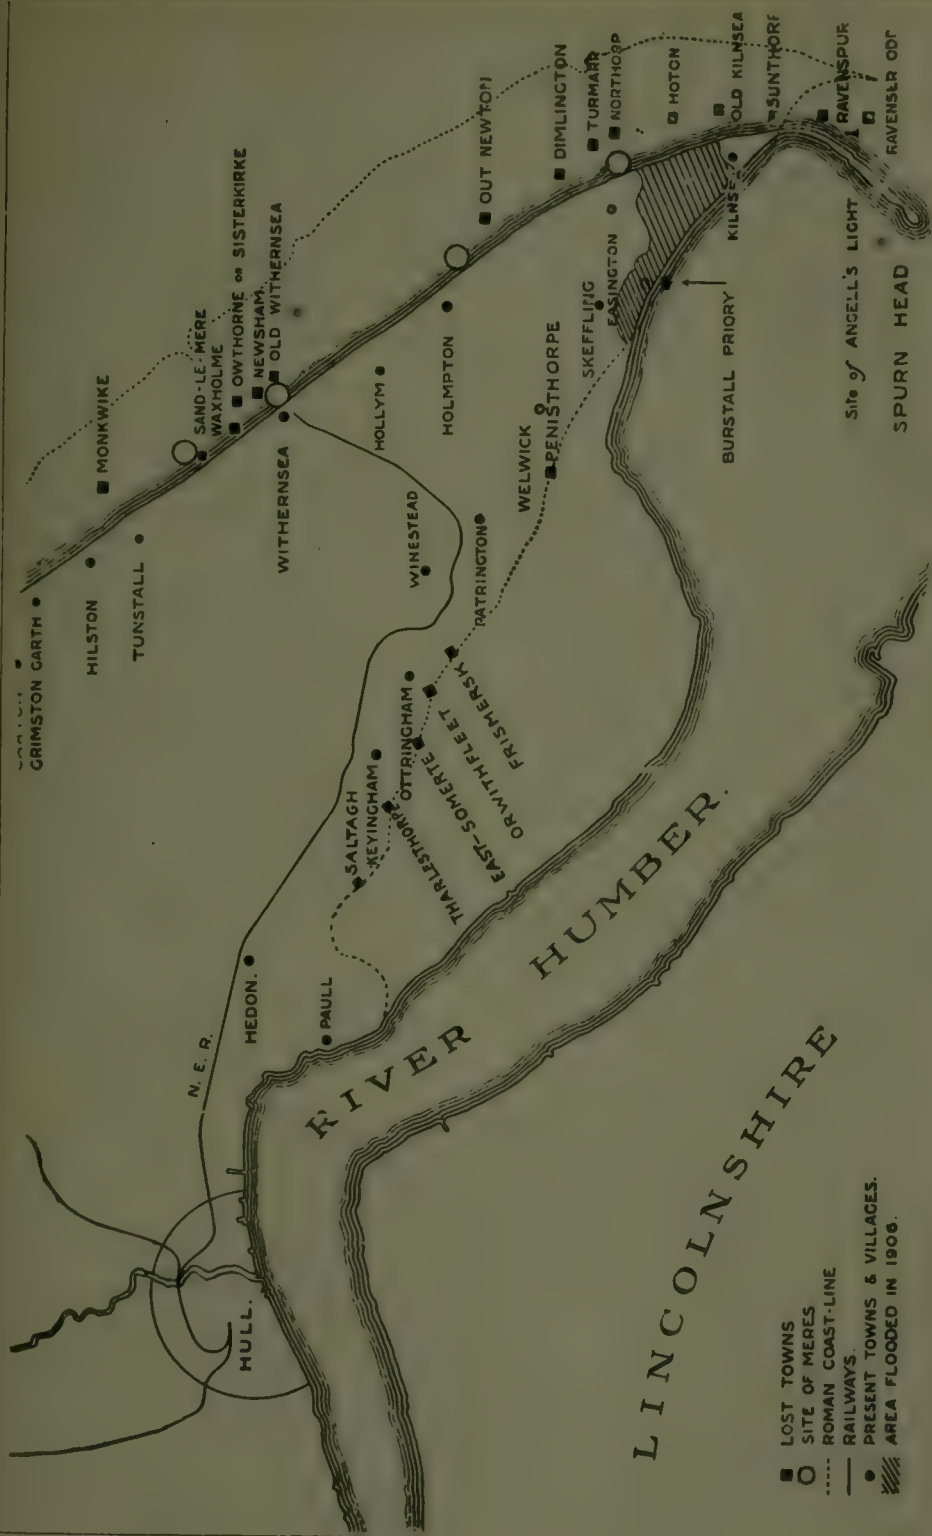 GRIMSTON GARTH
HILSTON
TUNSTALL
MONKWIKE
SAND-LE-MERE
WAXHOLME
OWTHORNE or SISTERKIRKE
NEWSHAM
OLD WITHERNSEA
WITHERNSEA
HOLLYM
HOLMPTON
OUT NEWTON
DIMLINGTON
TURMARR
NORTHORP
HOTON
OLD KILNSEA
SUNTHORP
RAVENSPUR
RAVENSER ODD
KILNSEA
EASINGTON
SKEFFLING
PENISTHORPE
WELWICK
BURSTALL PRIORY
Site of ANGELL'S LIGHT
SPURN HEAD
WINESTEAD
PATRINGTON
OTTRINGHAM
KEYINGHAM
SALTAGH
THARLESTHORPE
EAST-SOMERTE
ORWITHFLEET
FRISMERSK
HEDON.
PAULL
N. E. R.
HULL.
RIVER HUMBER.
LINCOLNSHIRE
LOST TOWNS
SITE OF MERES
ROMAN COAST-LINE
RAILWAYS.
PRESENT TOWNS & VILLAGES.
AREA FLOODED IN 1906.